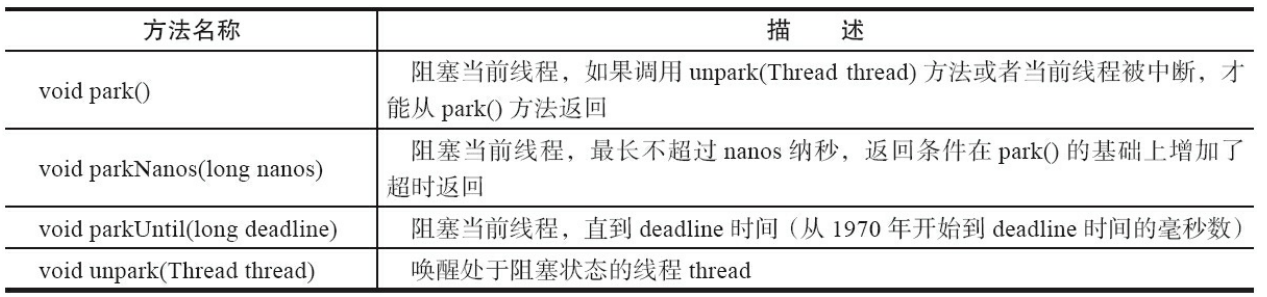 方法名称 描 述
void park() 阻塞当前线程，如果调用 unpark(Thread thread) 方法或者当前线程被中断，才
能从 park() 方法返回
void parkNanos(long nanos) 阻塞当前线程，最长不超过 nanos 纳秒，返回条件在 park() 的基础上增加了
超时返回
void parkUntil(long deadline) 阻塞当前线程，直到 deadline 时间（从 1970 年开始到 deadline 时间的毫秒数）
void unpark(Thread thread) 唤醒处于阻塞状态的线程 thread